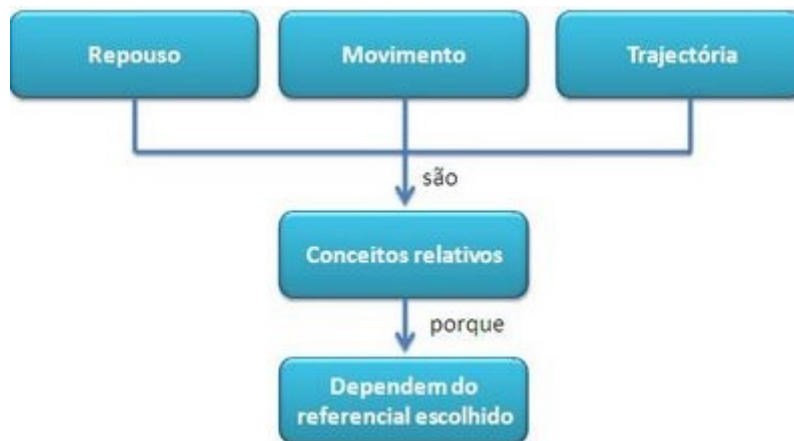 Repouso
Movimento
Trajectória
são
Conceitos relativos
porque
Dependem do
referencial escolhido